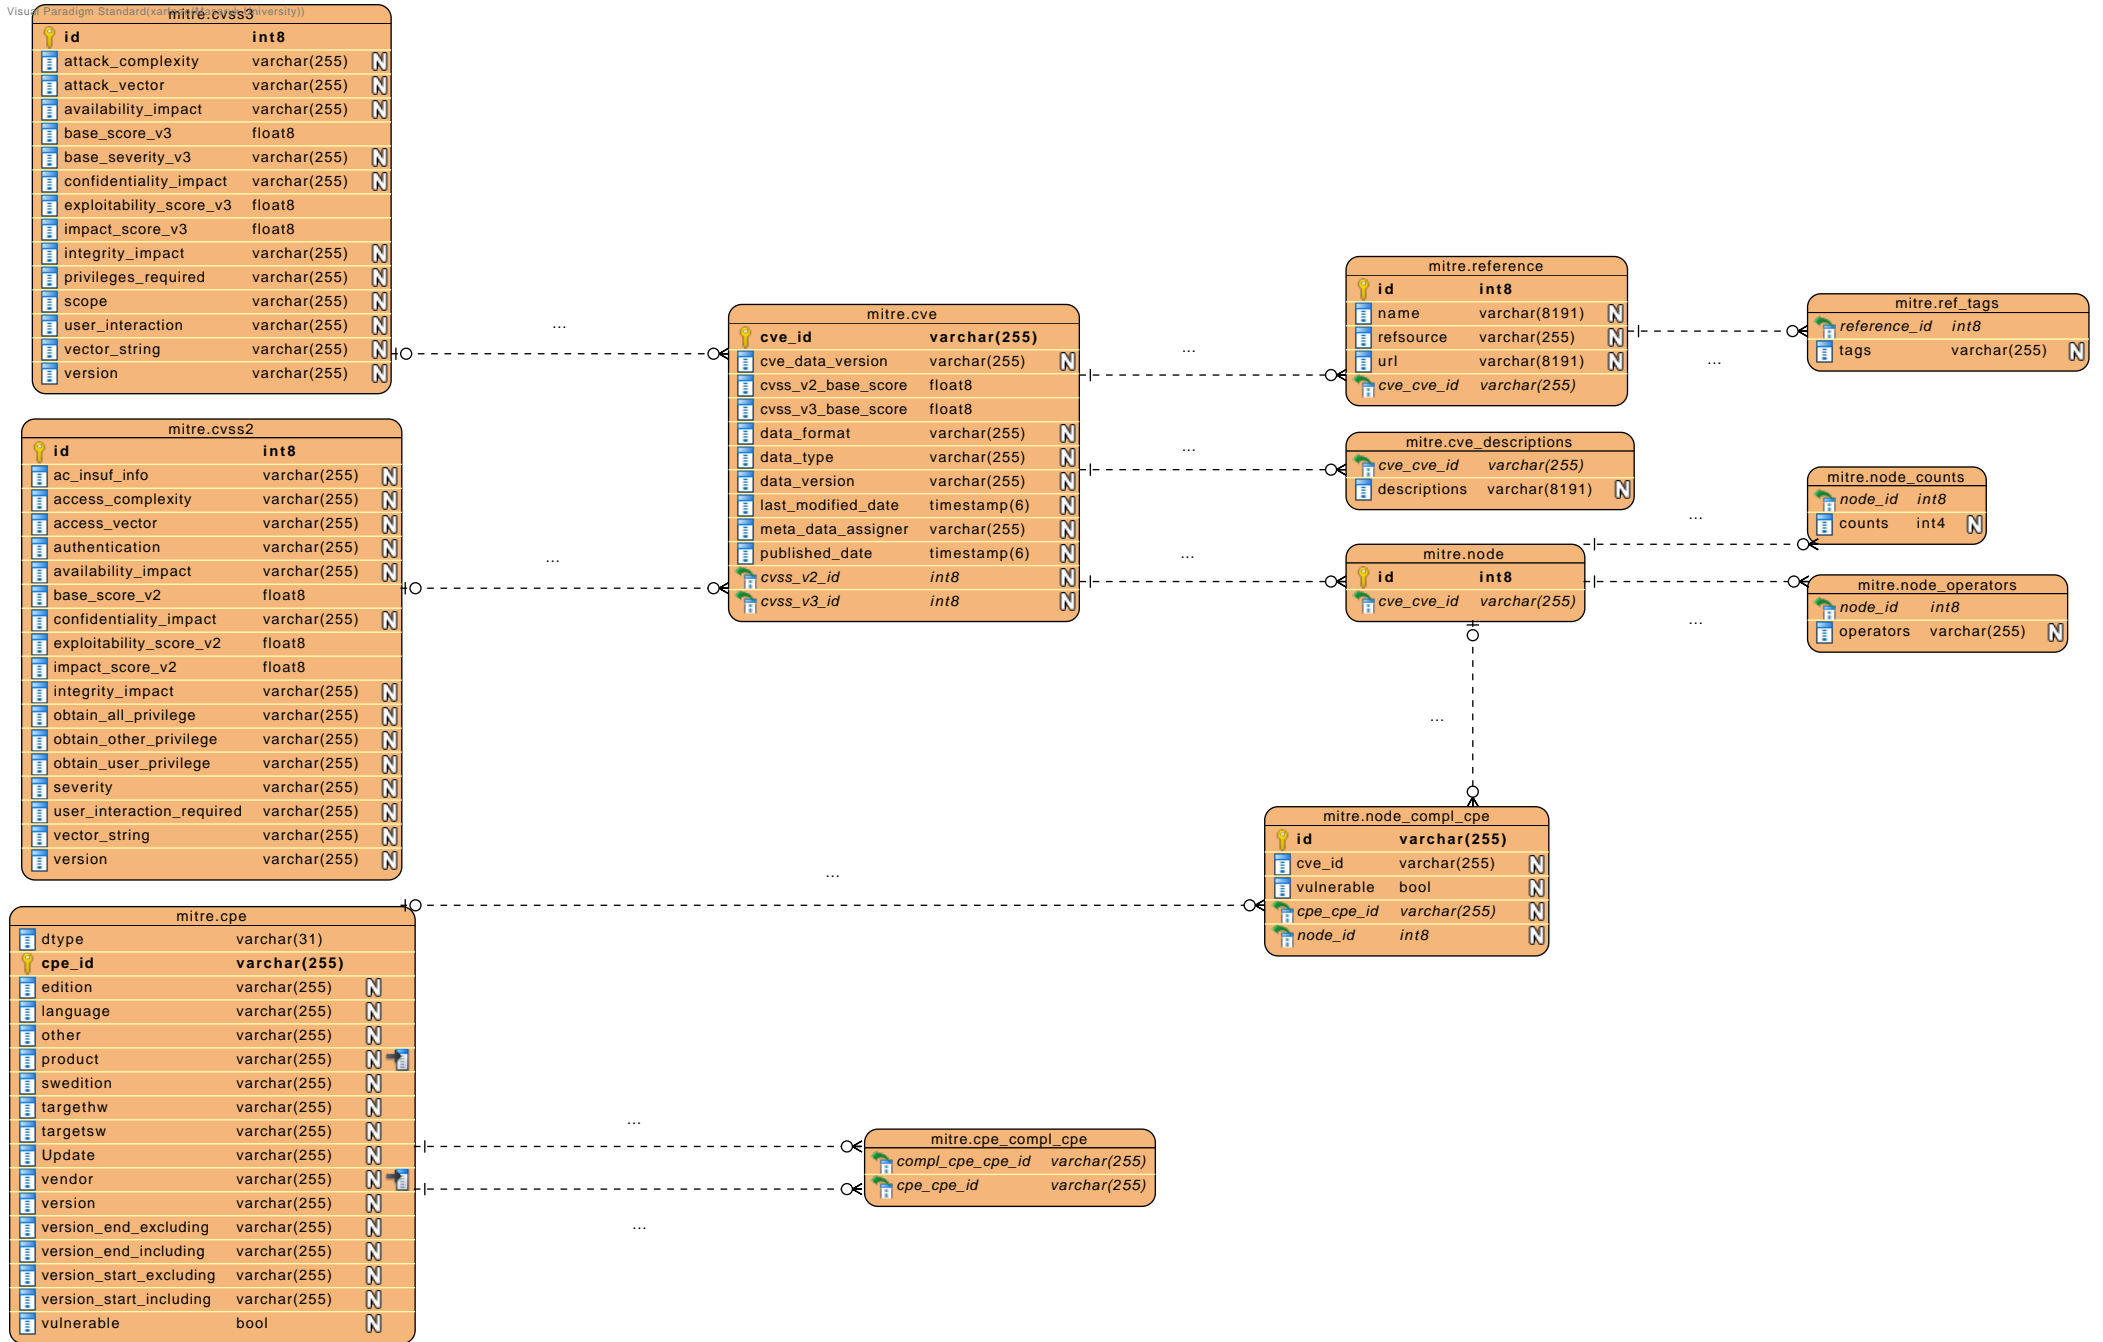 Visual Paradigm Standard(
University))
mitre.cvss3
id int8
attack_complexity varchar(255) N
attack_vector varchar(255) N
availability_impact varchar(255) N
base_score_v3 float8
base_severity_v3 varchar(255) N
confidentiality_impact varchar(255) N
exploitability_score_v3 float8
impact_score_v3 float8
integrity_impact varchar(255) N
privileges_required varchar(255) N
scope varchar(255) N
user_interaction varchar(255) N
vector_string varchar(255) N
version varchar(255) N
...
mitre.cvss2
id int8
ac_insuf_info varchar(255) N
access_complexity varchar(255) N
access_vector varchar(255) N
authentication varchar(255) N
availability_impact varchar(255) N
base_score_v2 float8
confidentiality_impact varchar(255) N
exploitability_score_v2 float8
impact_score_v2 float8
integrity_impact varchar(255) N
obtain_all_privilege varchar(255) N
obtain_other_privilege varchar(255) N
obtain_user_privilege varchar(255) N
severity varchar(255) N
user_interaction_required varchar(255) N
vector_string varchar(255) N
version varchar(255) N
...
mitre.cve
cve_id varchar(255)
cve_data_version varchar(255) N
cvss_v2_base_score float8
cvss_v3_base_score float8
data_format varchar(255) N
data_type varchar(255) N
data_version varchar(255) N
last_modified_date timestamp(6) N
meta_data_assigner varchar(255) N
published_date timestamp(6) N
cvss_v2_id int8 N
cvss_v3_id int8 N
...
...
...
mitre.reference
id int8
name varchar(8191) N
refsource varchar(255) N
url varchar(8191) N
cve_cve_id varchar(255)
...
mitre.ref_tags
reference_id int8
tags varchar(255) N
mitre.cve_descriptions
cve_cve_id varchar(255)
descriptions varchar(8191) N
mitre.node
id int8
cve_cve_id varchar(255)
...
...
mitre.node_counts
node_id int8
counts int4 N
mitre.node_operators
node_id int8
operators varchar(255) N
...
mitre.node_compl_cpe
id varchar(255)
cve_id varchar(255) N
vulnerable bool N
cpe_cpe_id varchar(255) N
node_id int8 N
...
mitre.cpe
dtype varchar(31)
cpe_id varchar(255)
edition varchar(255) N
language varchar(255) N
other varchar(255) N
product varchar(255) N
swedition varchar(255) N
targethw varchar(255) N
targetsw varchar(255) N
Update varchar(255) N
vendor varchar(255) N
version varchar(255) N
version_end_excluding varchar(255) N
version_end_including varchar(255) N
version_start_excluding varchar(255) N
version_start_including varchar(255) N
vulnerable bool N
...
...
mitre.cpe_compl_cpe
compl_cpe_cpe_id varchar(255)
cpe_cpe_id varchar(255)